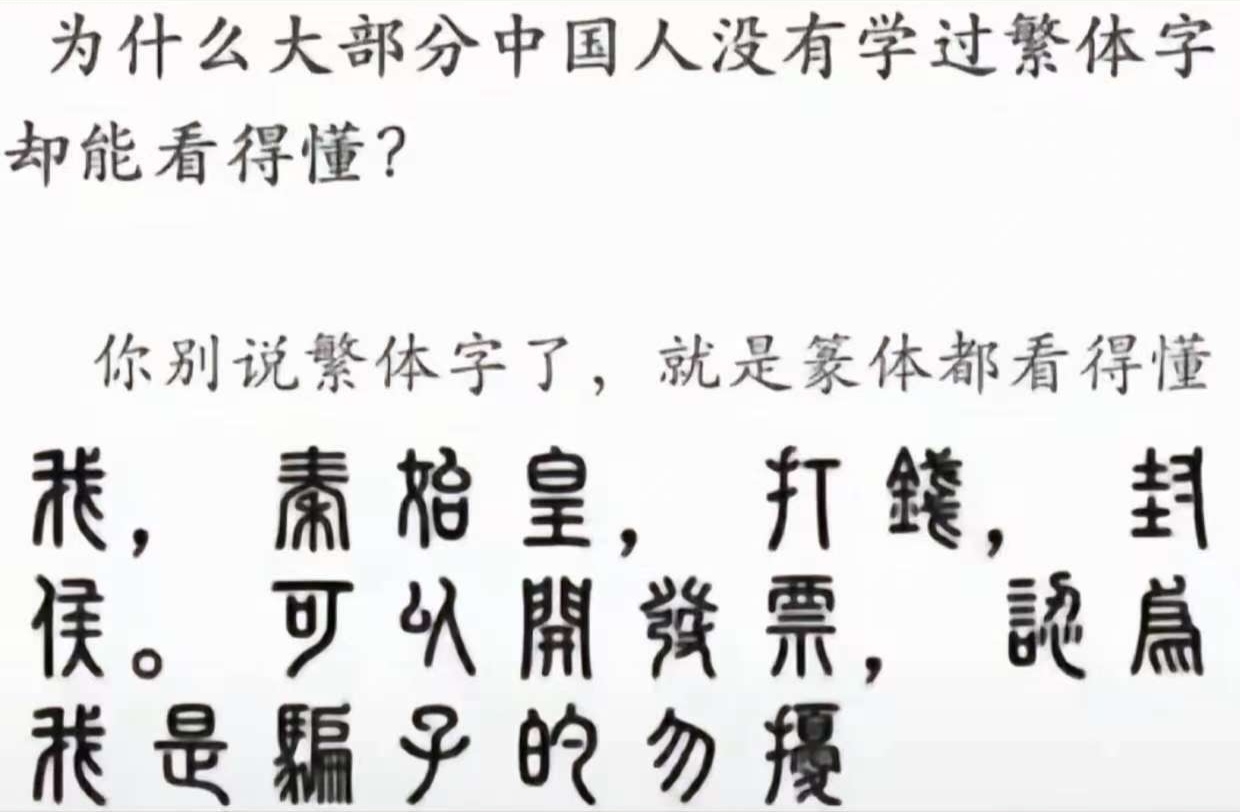 为什么大部分中国人没有学过繁体字
却能看得懂？
你别说繁体字了，就是篆体都看得懂
我，秦始皇，打錢，封
侯。可以開發票，認爲
我是騙子的勿擾